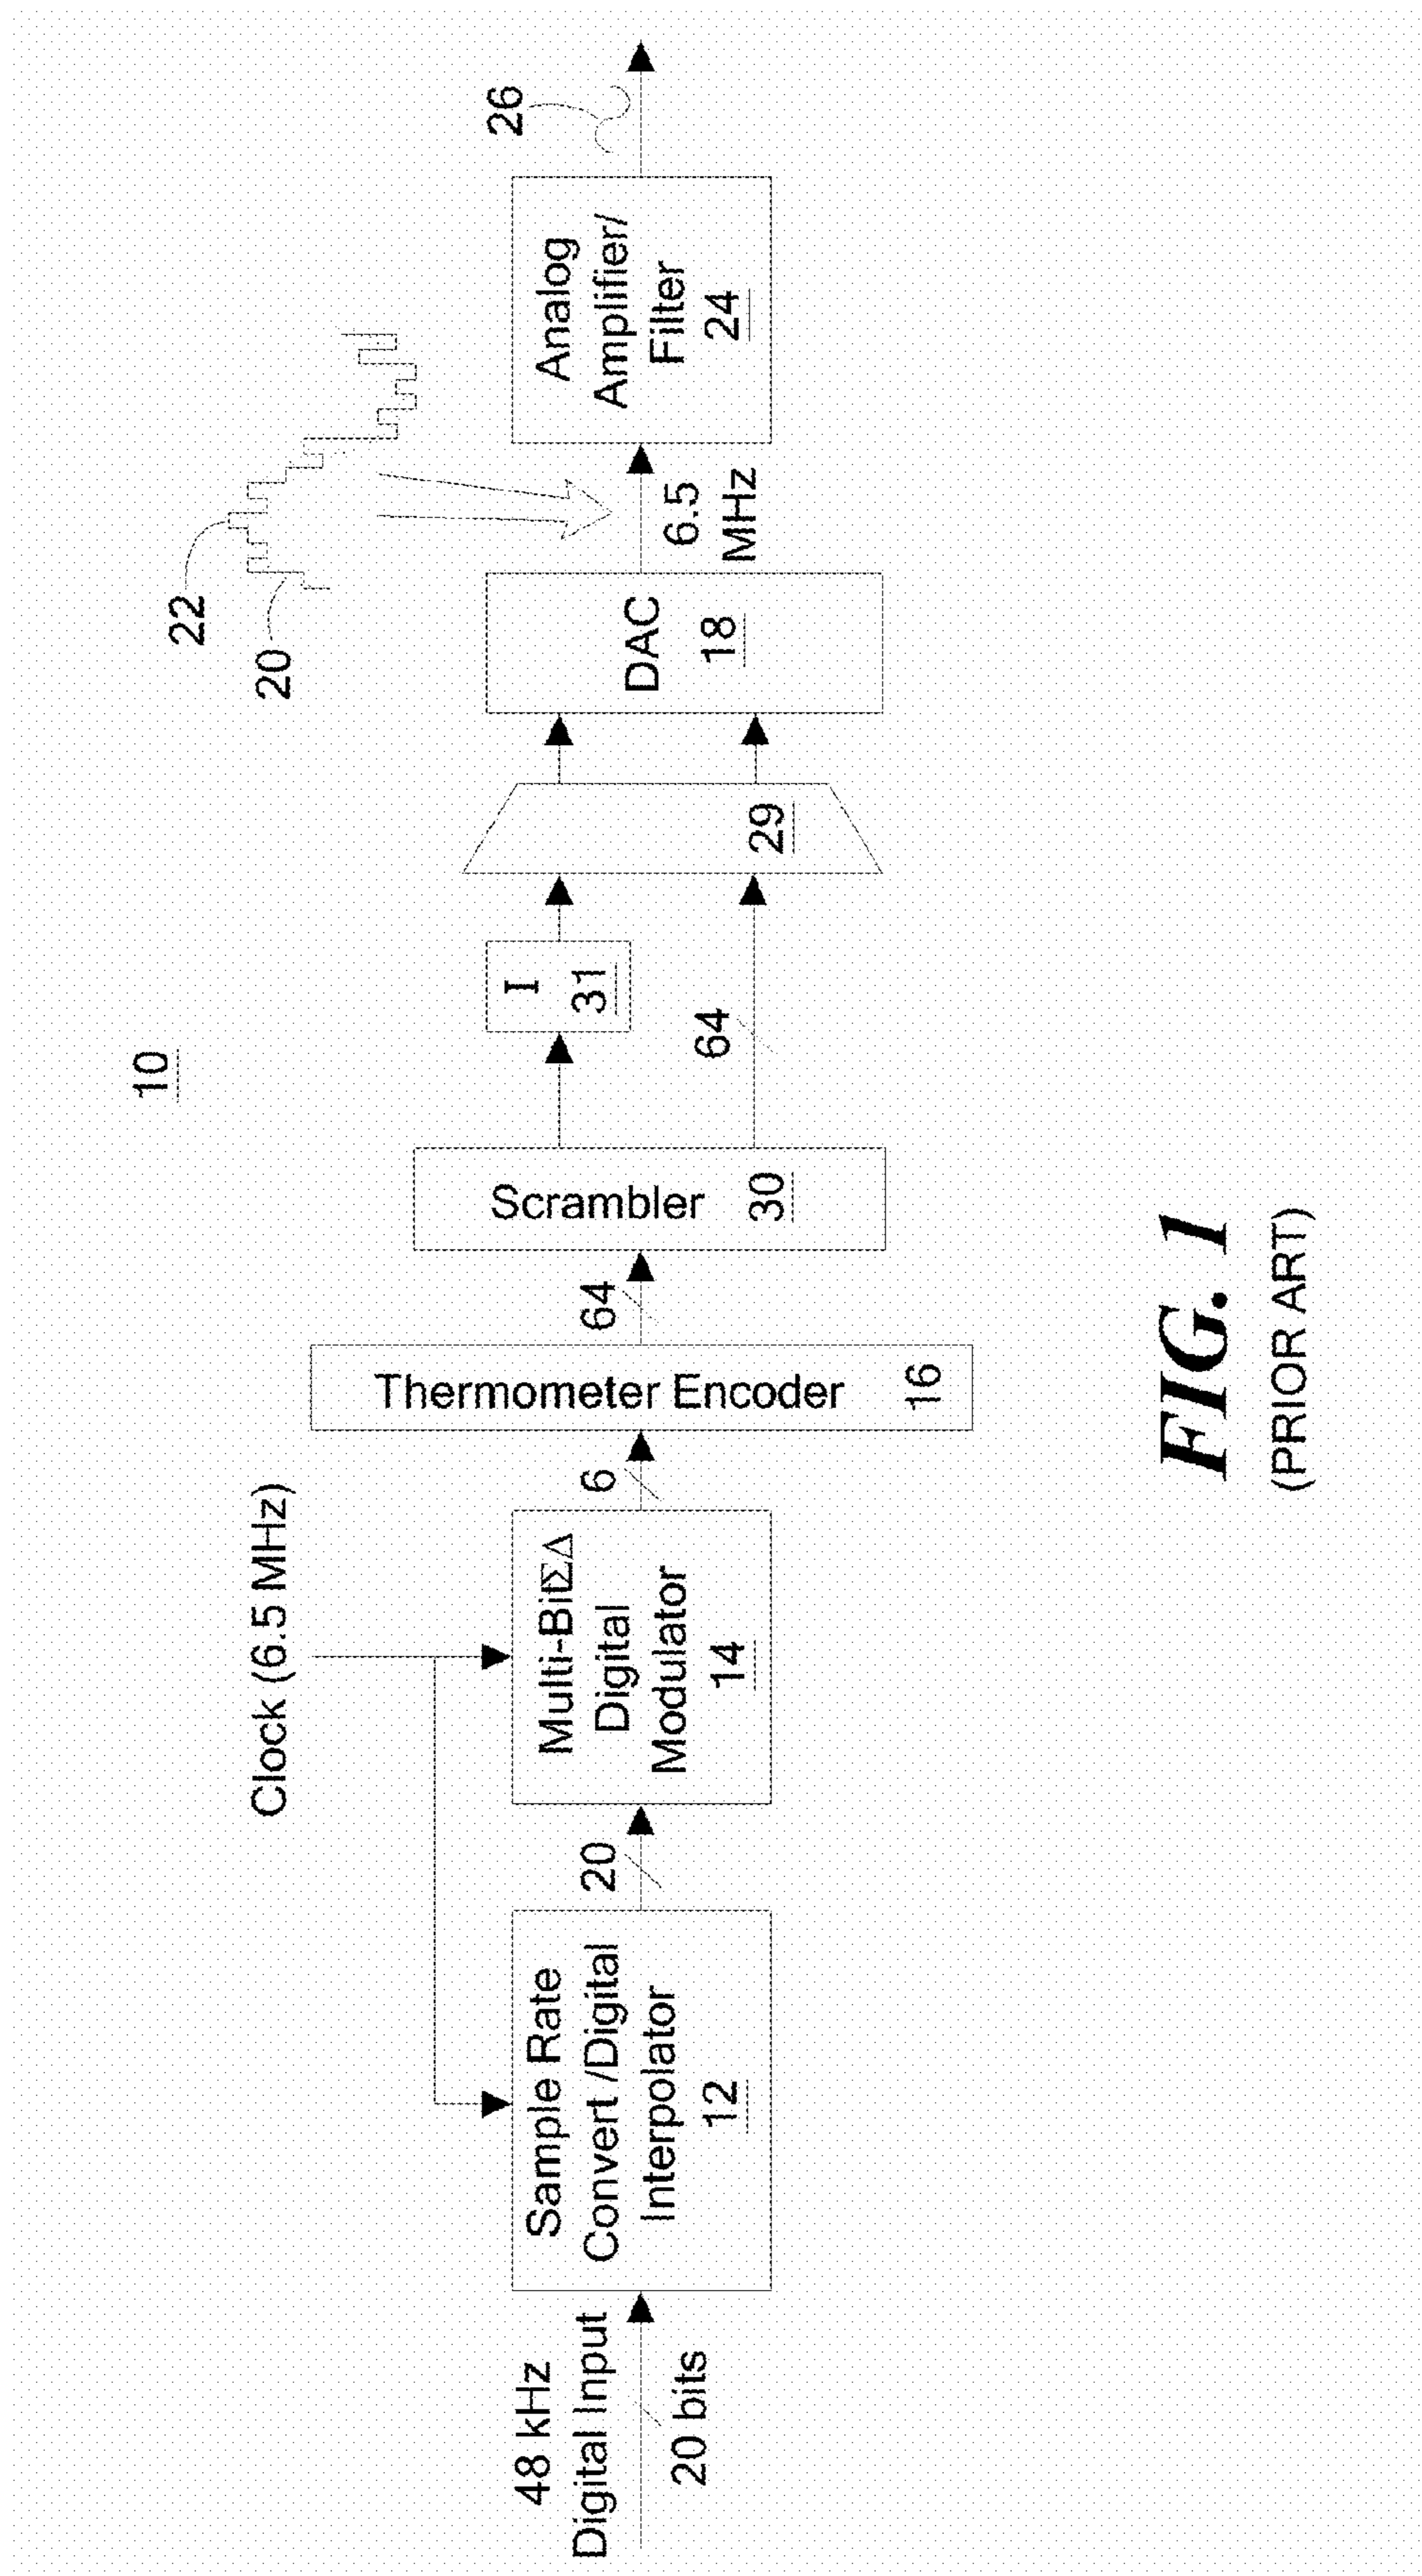 10
Clock (6.5 MHz)
48 kHz
Digital Input
20 bits
Sample Rate
Convert /Digital
Interpolator
12
20
Multi-BitΣΔ
Digital
Modulator
14
6
Thermometer Encoder
16
64
Scrambler
30
I
31
64
29
DAC
18
20
22
6.5
MHz
Analog
Amplifier/
Filter
24
26
FIG. 1
(PRIOR ART)